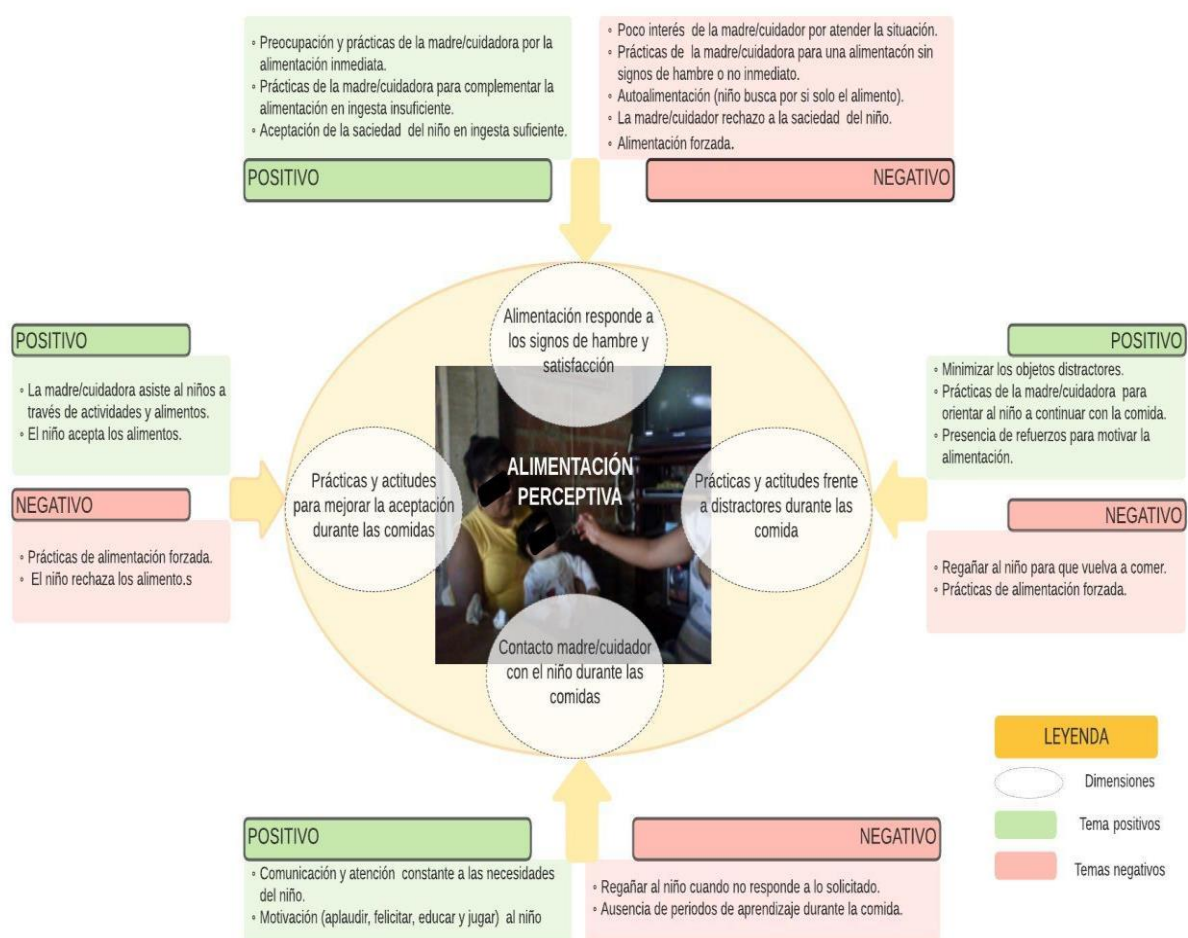 ◦ Preocupación y prácticas de la madre/cuidadora por la
alimentación inmediata.
◦ Prácticas de la madre/cuidadora para complementar la
alimentación en ingesta insuficiente.
◦ Aceptación de la saciedad del niño en ingesta suficiente.
POSITIVO
◦ Poco interés de la madre/cuidador por atender la situación.
◦ Prácticas de la madre/cuidadora para una alimentacón sin
signos de hambre o no inmediato.
◦ Autoalimentación (niño busca por si solo el alimento).
◦ La madre/cuidador rechazo a la saciedad del niño.
◦ Alimentación forzada.
NEGATIVO
Alimentación responde a
los signos de hambre y
satisfacción
POSITIVO
◦ La madre/cuidadora asiste al niños a
través de actividades y alimentos.
◦ El niño acepta los alimentos.
NEGATIVO
◦ Prácticas de alimentación forzada.
◦ El niño rechaza los alimento.s
Prácticas y actitudes
para mejorar la aceptación
durante las comidas
ALIMENTACIÓN
PERCEPTIVA
Prácticas y actitudes frente
a distractores durante las
comida
POSITIVO
◦ Minimizar los objetos distractores.
◦ Prácticas de la madre/cuidadora para
orientar al niño a continuar con la comida.
◦ Presencia de refuerzos para motivar la
alimentación.
NEGATIVO
◦ Regañar al niño para que vuelva a comer.
◦ Prácticas de alimentación forzada.
Contacto madre/cuidador
con el niño durante las
comidas
POSITIVO
◦ Comunicación y atención constante a las necesidades
del niño.
◦ Motivación (aplaudir, felicitar, educar y jugar) al niño
NEGATIVO
◦ Regañar al niño cuando no responde a lo solicitado.
◦ Ausencia de periodos de aprendizaje durante la comida.
LEYENDA
Dimensiones
Tema positivos
Temas negativos